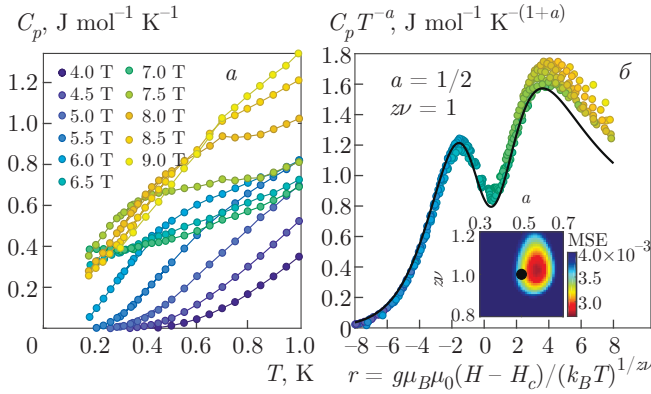 C_p, J mol⁻¹ K⁻¹
a
4.0 T
4.5 T
5.0 T
5.5 T
6.0 T
6.5 T
7.0 T
7.5 T
8.0 T
8.5 T
9.0 T
1.2
1.0
0.8
0.6
0.4
0.2
0 0.2 0.4 0.6 0.8 1.0
T, K
C_p T^{-a}, J mol⁻¹ K^{-(1+a)}
б
a = 1/2
zν = 1
1.8
1.6
1.4
1.2
1.0
0.8
0.6
0.4
0.2
0
−8 −6 −4 −2 0 2 4 6 8
r = gμ_Bμ_0(H − H_c)/(k_BT)^{1/zν}
a
0.3 0.5 0.7
zν
1.2
1.0
0.8
MSE
4.0×10⁻³
3.5
3.0